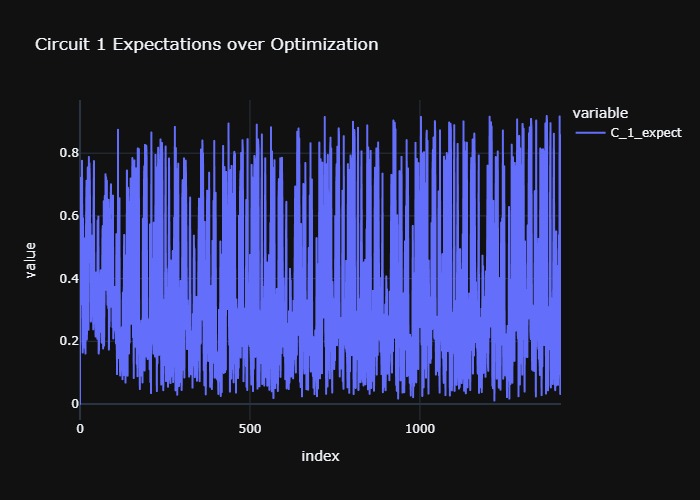 Circuit 1 Expectations over Optimization
variable
C_1_expect
0.8
0.6
0.4
0.2
0
value
0
500
1000
index